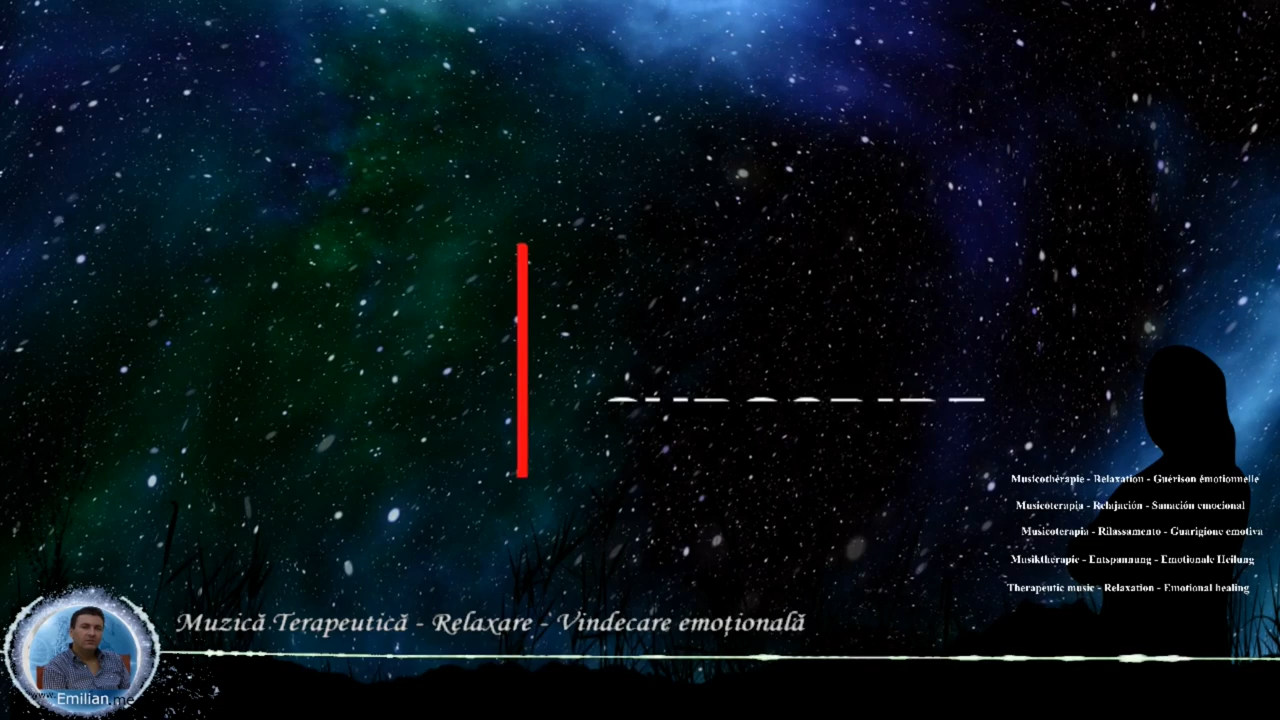 Musicothérapie - Relaxation - Guérison émotionnelle
Musicoterapia - Relajación - Sanación emocional
Musicoterapia - Rilassamento - Guarigione emotiva
Musiktherapie - Entspannung - Emotionale Heilung
Therapeutic music - Relaxation - Emotional healing
Muzică Terapeutică - Relaxare - Vindecare emoțională
www.Emilian.me